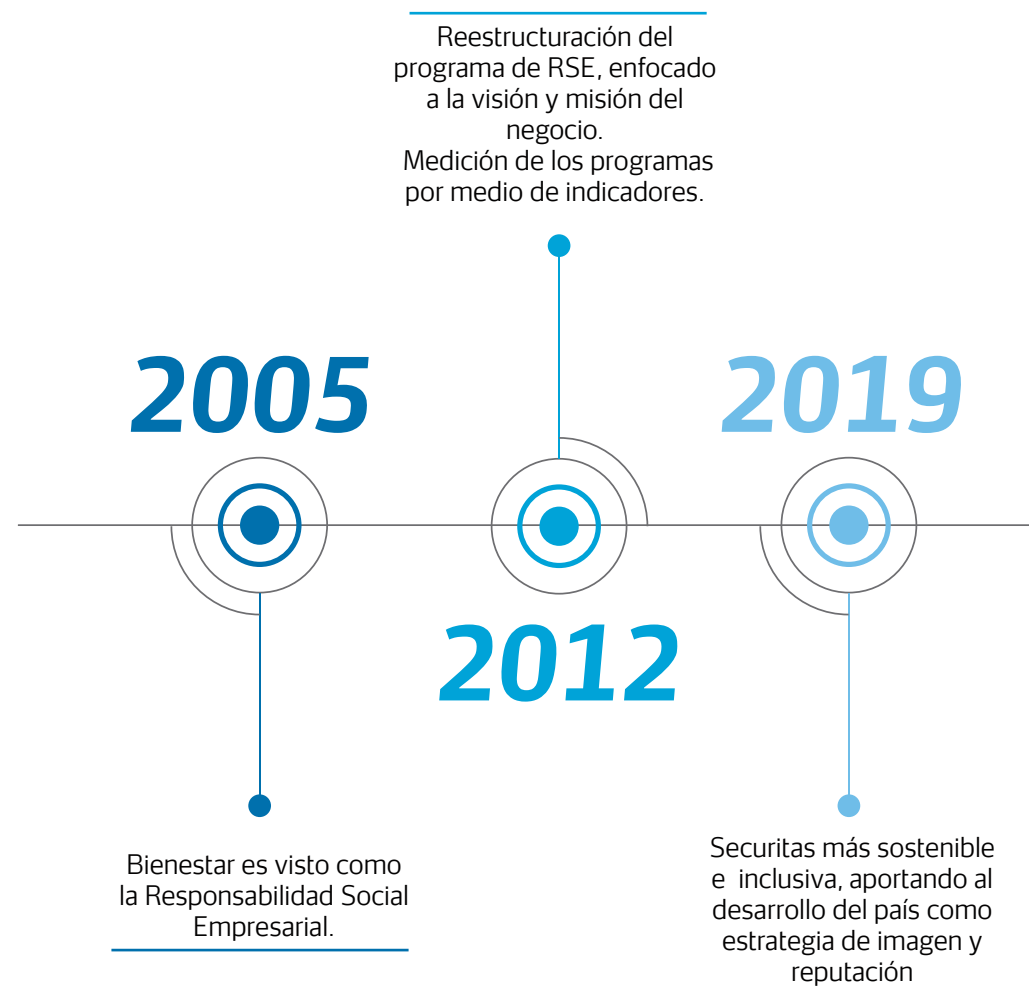 Reestructuración del
programa de RSE, enfocado
a la visión y misión del
negocio.
Medición de los programas
por medio de indicadores.
2005
2019
2012
Bienestar es visto como
la Responsabilidad Social
Empresarial.
Securitas más sostenible
e inclusiva, aportando al
desarrollo del país como
estrategia de imagen y
reputación